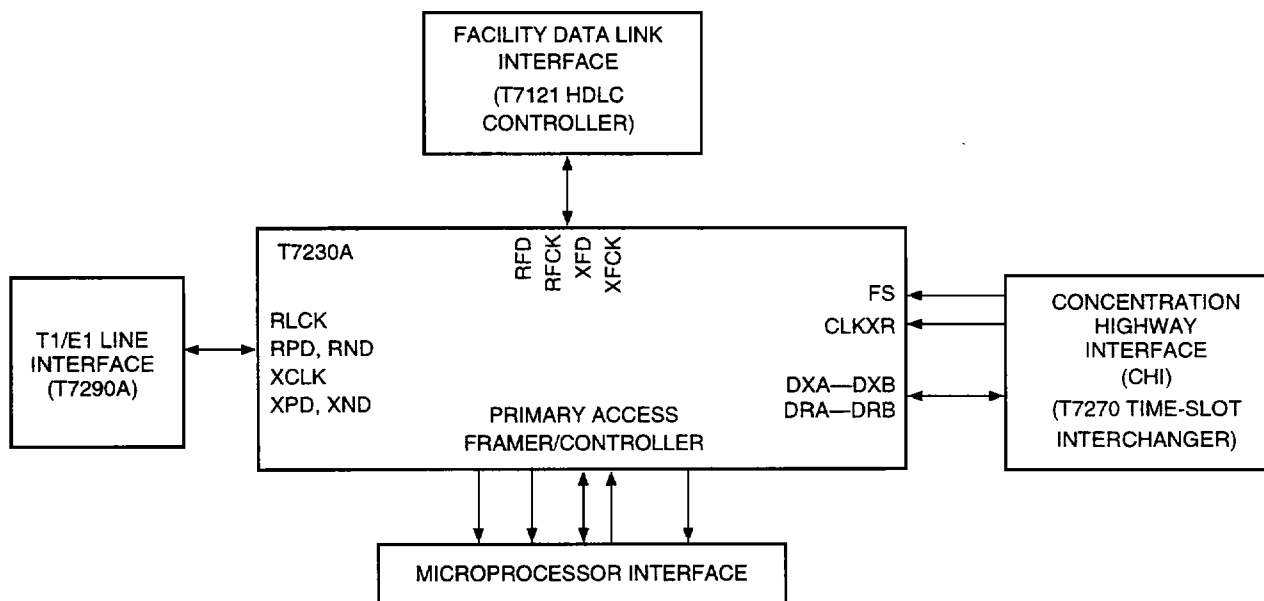 FACILITY DATA LINK
INTERFACE
(T7121 HDLC
CONTROLLER)
T7230A
RFD
RFCK
XFD
XFCK
T1/E1 LINE
INTERFACE
(T7290A)
RLCK
RPD, RND
XCLK
XPD, XND
PRIMARY ACCESS
FRAMER/CONTROLLER
FS
CLKXR
DXA—DXB
DRA—DRB
CONCENTRATION
HIGHWAY
INTERFACE
(CHI)
(T7270 TIME-SLOT
INTERCHANGER)
MICROPROCESSOR INTERFACE